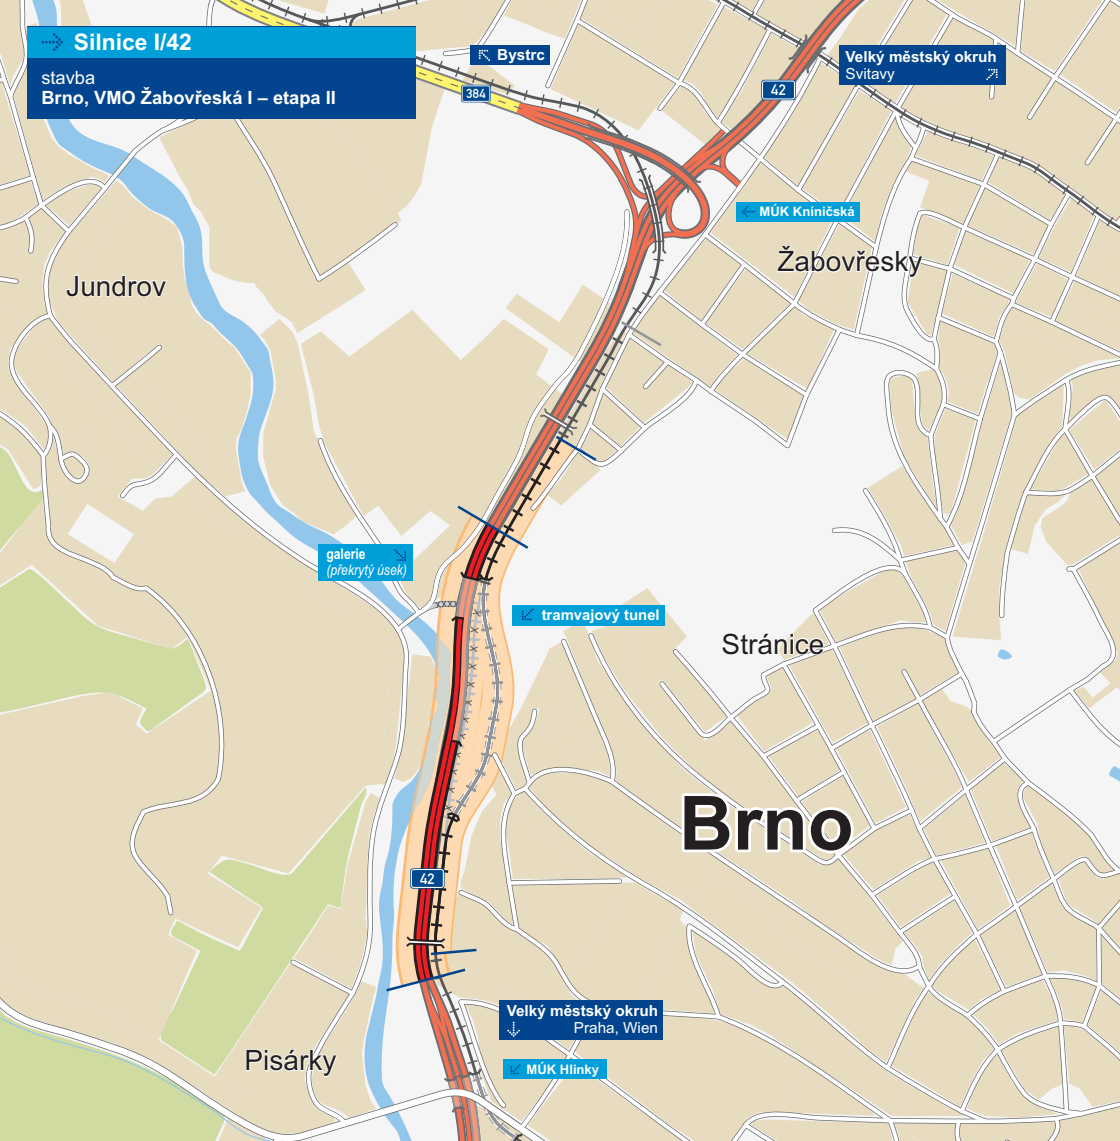 Silnice I/42
stavba
Brno, VMO Žabovřeská I – etapa II
Bystrc
Velký městský okruh
Svitavy
384
42
MÚK Kníničská
Žabovřesky
Jundrov
galerie
(překrytý úsek)
xxxx
tramvajový tunel
Stránice
Brno
42
Velký městský okruh
Praha, Wien
Pisárky
MÚK Hlinky